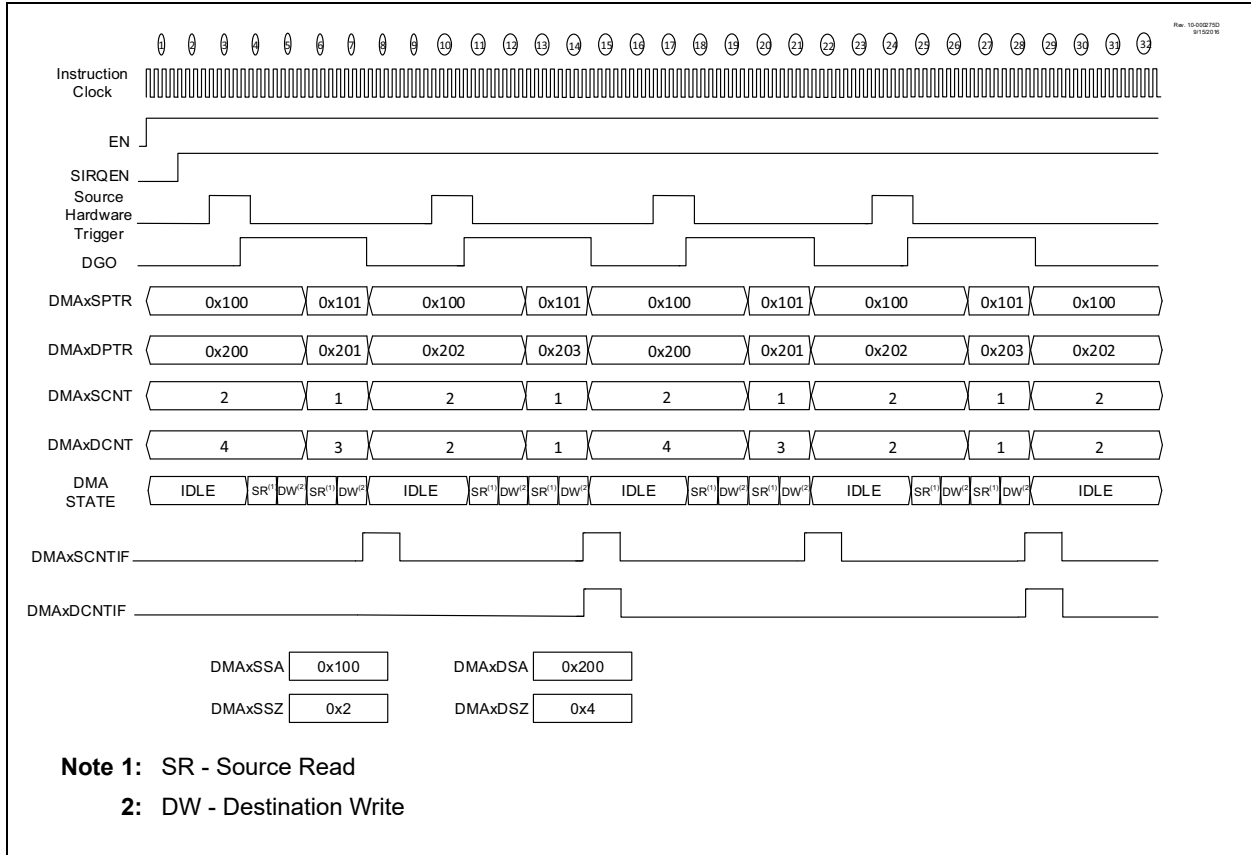 Rev. 10-000275D
9/15/2016
1 2 3 4 5 6 7 8 9 10 11 12 13 14 15 16 17 18 19 20 21 22 23 24 25 26 27 28 29 30 31 32
Instruction
Clock
EN
SIRQEN
Source
Hardware
Trigger
DGO
DMAxSPTR 0x100 0x101 0x100 0x101 0x100 0x101 0x100 0x101 0x100
DMAxDPTR 0x200 0x201 0x202 0x203 0x200 0x201 0x202 0x203 0x202
DMAxSCNT 2 1 2 1 2 1 2 1 2
DMAxDCNT 4 3 2 1 4 3 2 1 2
DMA
STATE
IDLE SR(1) DW(2) SR(1) DW(2) IDLE SR(1) DW(2 SR(1) DW(2 IDLE SR(1) DW(2) SR(1) DW(2) IDLE SR(1) DW(2) SR(1) DW(2 IDLE
DMAxSCNTIF
DMAxDCNTIF
DMAxSSA 0x100 DMAxDSA 0x200
DMAxSSZ 0x2 DMAxDSZ 0x4
Note 1: SR - Source Read
2: DW - Destination Write